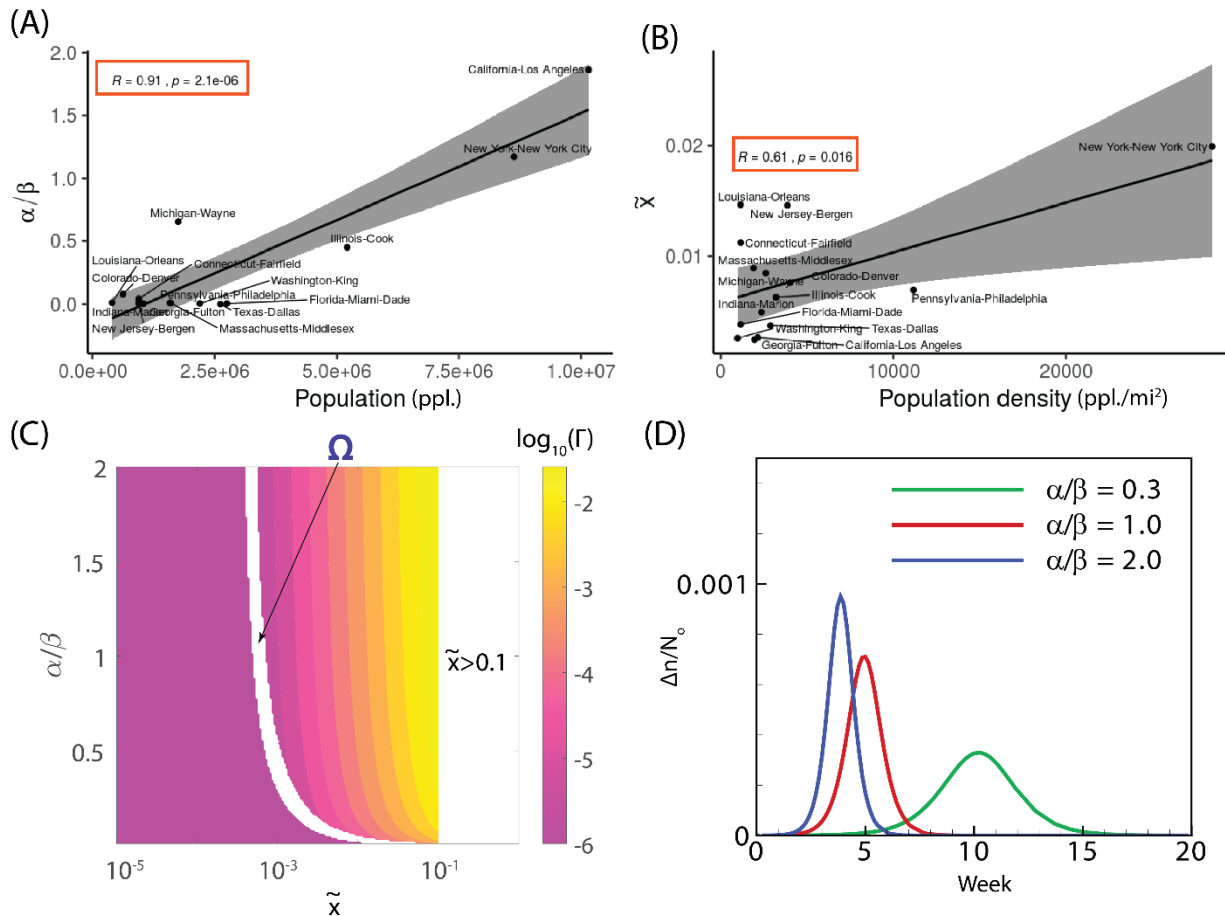 (A)
α/β
2.0
1.5
1.0
0.5
0.0
R = 0.91 , p = 2.1e-06
California-Los Angeles
New York-New York City
Michigan-Wayne
Illinois-Cook
Louisiana-Orleans
Connecticut-Fairfield
Colorado-Denver
Washington-King
Pennsylvania-Philadelphia
Florida-Miami-Dade
Georgia-Fulton
Texas-Dallas
New Jersey-Bergen
Massachusetts-Middlesex
0.0e+00
2.5e+06
5.0e+06
7.5e+06
1.0e+07
Population (ppl.)
(B)
x̃
0.02
0.01
0.00
R = 0.61 , p = 0.016
New York-New York City
Louisiana-Orleans
New Jersey-Bergen
Connecticut-Fairfield
Massachusetts-Middlesex
Colorado-Denver
Michigan-Wayne
Illinois-Cook
Pennsylvania-Philadelphia
Indiana-Marion
Florida-Miami-Dade
Washington-King
Texas-Dallas
Georgia-Fulton
California-Los Angeles
0
10000
20000
Population density (ppl./mi²)
(C)
Ω
log₁₀(Γ)
α/β
2
1.5
1
0.5
x̃>0.1
-2
-3
-4
-5
-6
10⁻⁵
10⁻³
10⁻¹
x̃
(D)
α/β = 0.3
α/β = 1.0
α/β = 2.0
Δn/Nₒ
0.001
0
0
5
10
15
20
Week